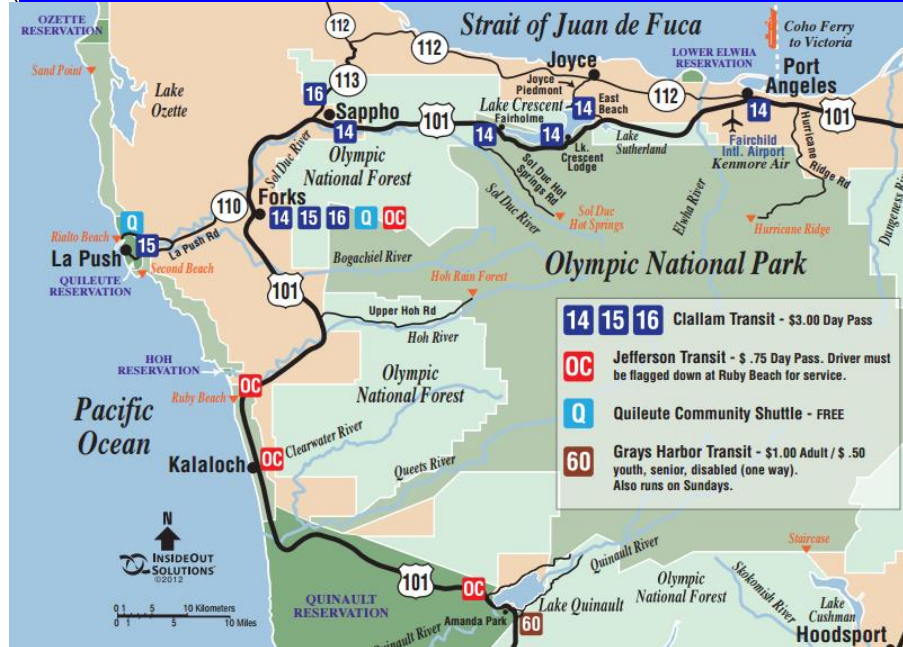 OZETTE
RESERVATION
Sand Point
Lake
Ozette
112
112
113
16
Sappho
14
Strait of Juan de Fuca
Joyce
Joyce
Piedmont
14
East
Beach
Lake Crescent
Fairholme
14
14
Lk.
Crescent
Lodge
Lake
Sutherland
112
LOWER ELWHA
RESERVATION
Coho Ferry
to Victoria
Port
Angeles
14
101
101
Fairchild
Intl. Airport
Kenmore Air
Hurricane
Ridge Rd
Hurricane Ridge
Elwha River
Dungeness River
Sol Duc River
Olympic
National Forest
Sol Duc Hot
Springs Rd
Sol Duc River
Sol Duc
Hot Springs
110
Forks
14 15 16 Q OC
Q
Rialto Beach
15
La Push Rd
La Push
Second Beach
QUILEUTE
RESERVATION
Bogachiel River
Olympic National Park
101
Hoh Rain Forest
Upper Hoh Rd
Hoh River
HOH
RESERVATION
OC
Ruby Beach
Olympic
National Forest
Pacific
Ocean
Clearwater River
Kalaloch
OC
Queets River
14 15 16 Clallam Transit - $3.00 Day Pass
OC Jefferson Transit - $ .75 Day Pass. Driver must
be flagged down at Ruby Beach for service.
Q Quileute Community Shuttle - FREE
60 Grays Harbor Transit - $1.00 Adult / $ .50
youth, senior, disabled (one way).
Also runs on Sundays.
N
INSIDEOUT
SOLUTIONS
©2012
0 1 5 10 Kilometers
0 1 5 10 Miles
QUINAULT
RESERVATION
101
OC
Amanda Park
60
Lake Quinault
Quinault River
Quinault River
Olympic
National Forest
Staircase
Skokomish River
Lake
Cushman
Hoodsport